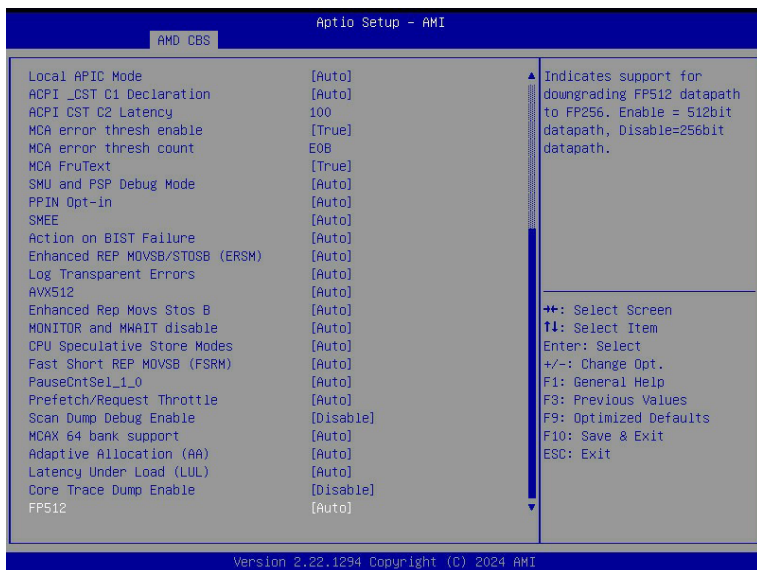 Aptio Setup - AMI
AMD CBS
Local APIC Mode [Auto]
ACPI _CST C1 Declaration [Auto]
ACPI CST C2 Latency 100
MCA error thresh enable [True]
MCA error thresh count E0B
MCA FruText [True]
SMU and PSP Debug Mode [Auto]
PPIN Opt-in [Auto]
SMEE [Auto]
Action on BIST Failure [Auto]
Enhanced REP MOVSB/STOSB (ERSM) [Auto]
Log Transparent Errors [Auto]
AVX512 [Auto]
Enhanced Rep Movs Stos B [Auto]
MONITOR and MWAIT disable [Auto]
CPU Speculative Store Modes [Auto]
Fast Short REP MOVSB (FSRM) [Auto]
PauseCntSel_1_0 [Auto]
Prefetch/Request Throttle [Auto]
Scan Dump Debug Enable [Disable]
MCAX 64 bank support [Auto]
Adaptive Allocation (AA) [Auto]
Latency Under Load (LUL) [Auto]
Core Trace Dump Enable [Disable]
FP512 [Auto]
Indicates support for
downgrading FP512 datapath
to FP256. Enable = 512bit
datapath, Disable=256bit
datapath.
→←: Select Screen
↑↓: Select Item
Enter: Select
+/-: Change Opt.
F1: General Help
F3: Previous Values
F9: Optimized Defaults
F10: Save & Exit
ESC: Exit
Version 2.22.1294 Copyright (C) 2024 AMI